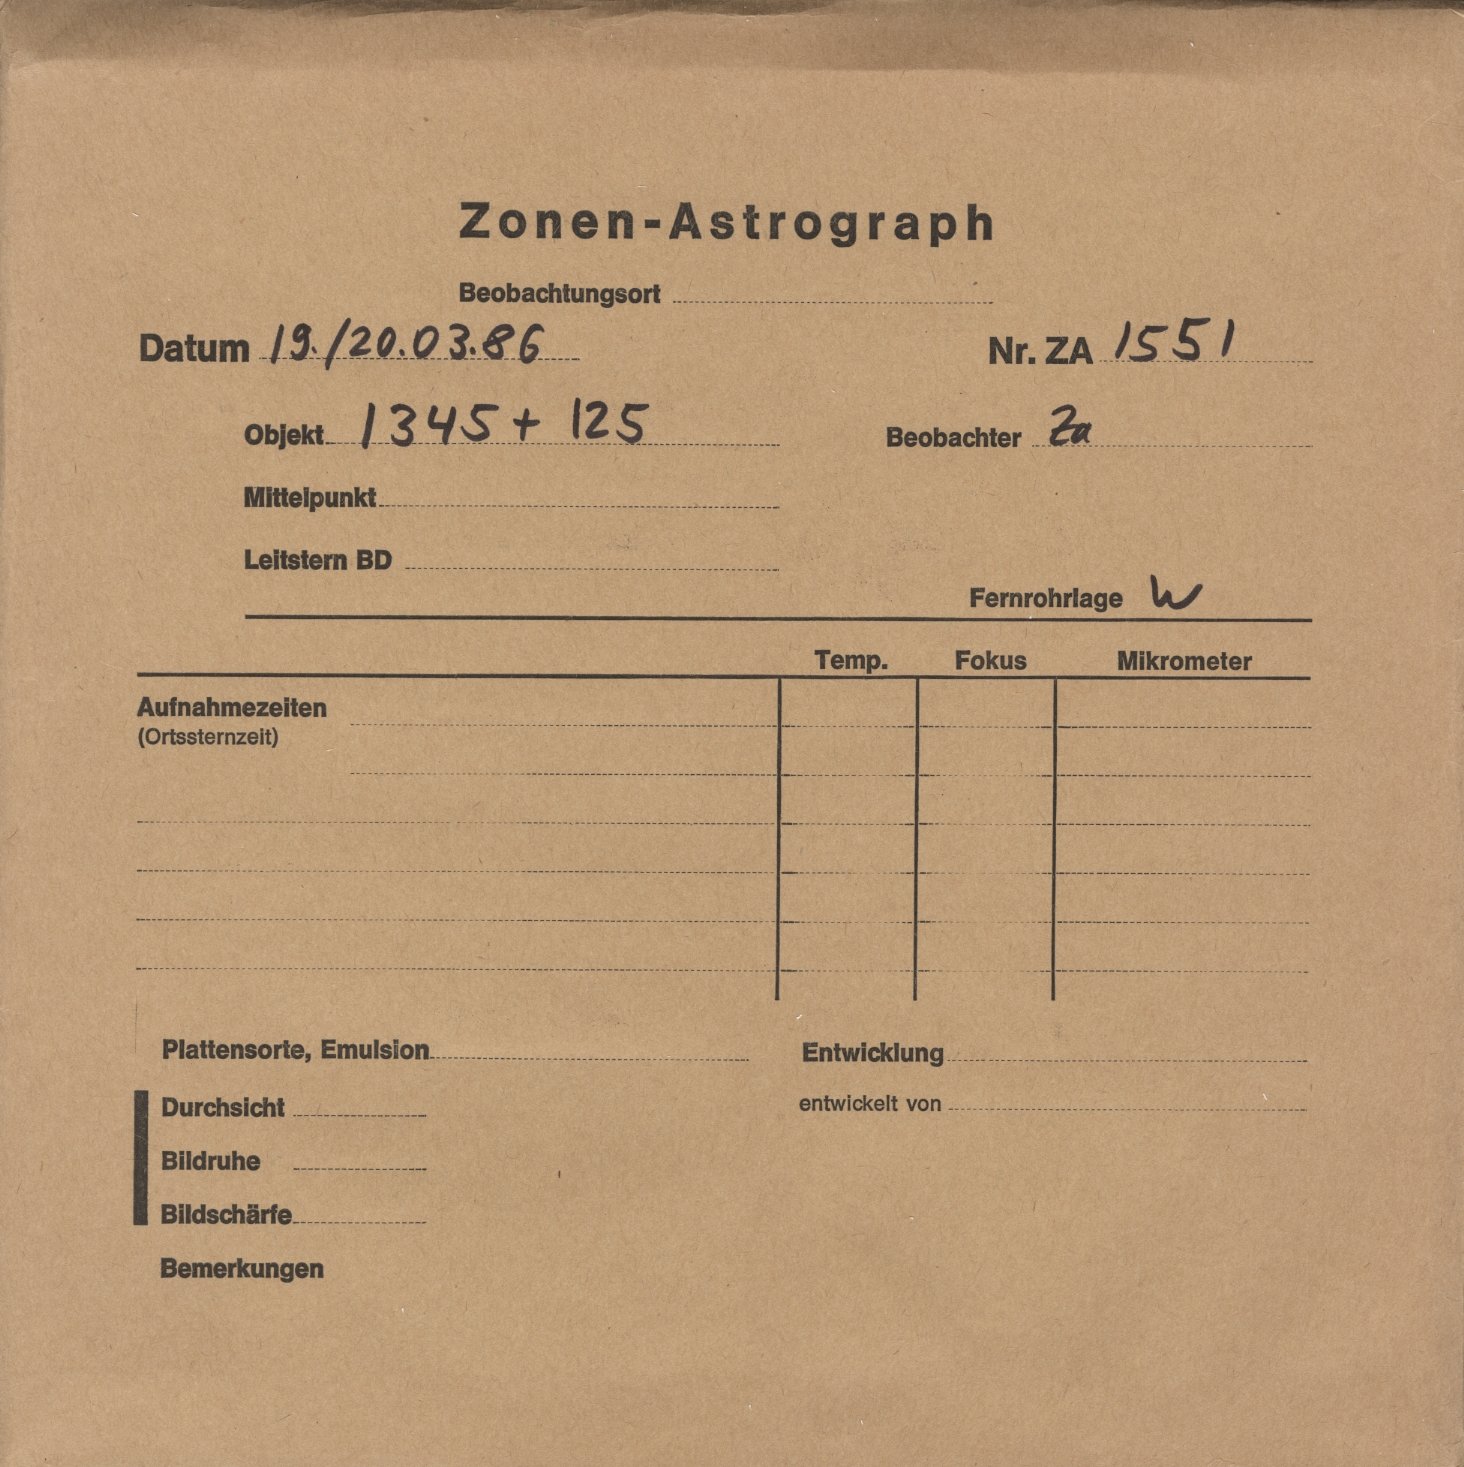 Zonen-Astrograph
Beobachtungsort
Datum 19./20.03.86 Nr. ZA 1551
Objekt 1345+125 Beobachter Za
Mittelpunkt
Leitstern BD
Fernrohrlage W
Temp. Fokus Mikrometer
Aufnahmezeiten
(Ortssternzeit)
Plattensorte, Emulsion Entwicklung
Durchsicht entwickelt von
Bildruhe
Bildschärfe
Bemerkungen